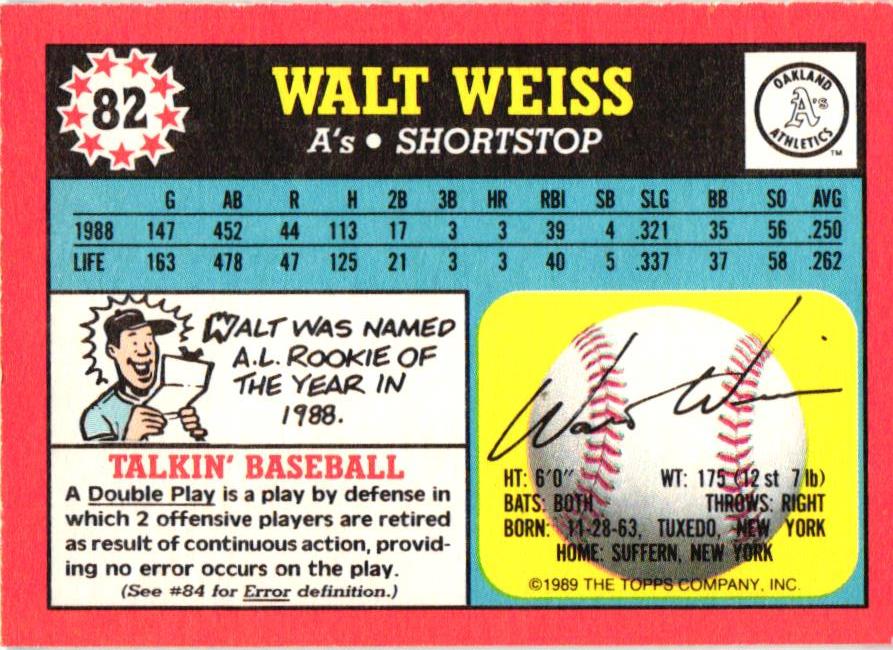 82
WALT WEISS
A's • SHORTSTOP
OAKLAND
A's
ATHLETICS
TM
G AB R H 2B 3B HR RBI SB SLG BB SO AVG
1988 147 452 44 113 17 3 3 39 4 .321 35 56 .250
LIFE 163 478 47 125 21 3 3 40 5 .337 37 58 .262
WALT WAS NAMED
A.L. ROOKIE OF
THE YEAR IN
1988.
TALKIN' BASEBALL
A Double Play is a play by defense in
which 2 offensive players are retired
as result of continuous action, provid-
ing no error occurs on the play.
(See #84 for Error definition.)
Walt Weiss
HT: 6'0" WT: 175 (12 st 7 lb)
BATS: BOTH THROWS: RIGHT
BORN: 11-28-63, TUXEDO, NEW YORK
HOME: SUFFERN, NEW YORK
©1989 THE TOPPS COMPANY, INC.